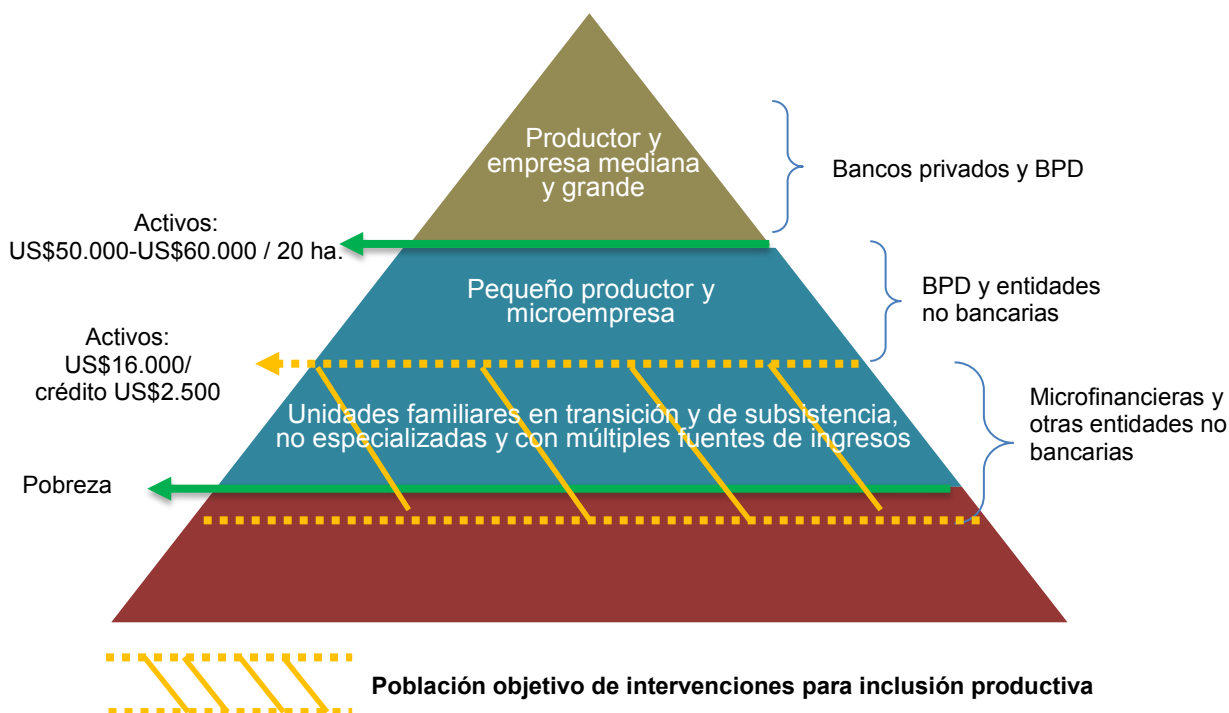 Productor y
empresa mediana
y grande
Bancos privados y BPD
Activos:
US$50.000-US$60.000 / 20 ha.
Pequeño productor y
microempresa
BPD y entidades
no bancarias
Activos:
US$16.000/
crédito US$2.500
Unidades familiares en transición y de subsistencia,
no especializadas y con múltiples fuentes de ingresos
Microfinancieras y
otras entidades no
bancarias
Pobreza
Población objetivo de intervenciones para inclusión productiva